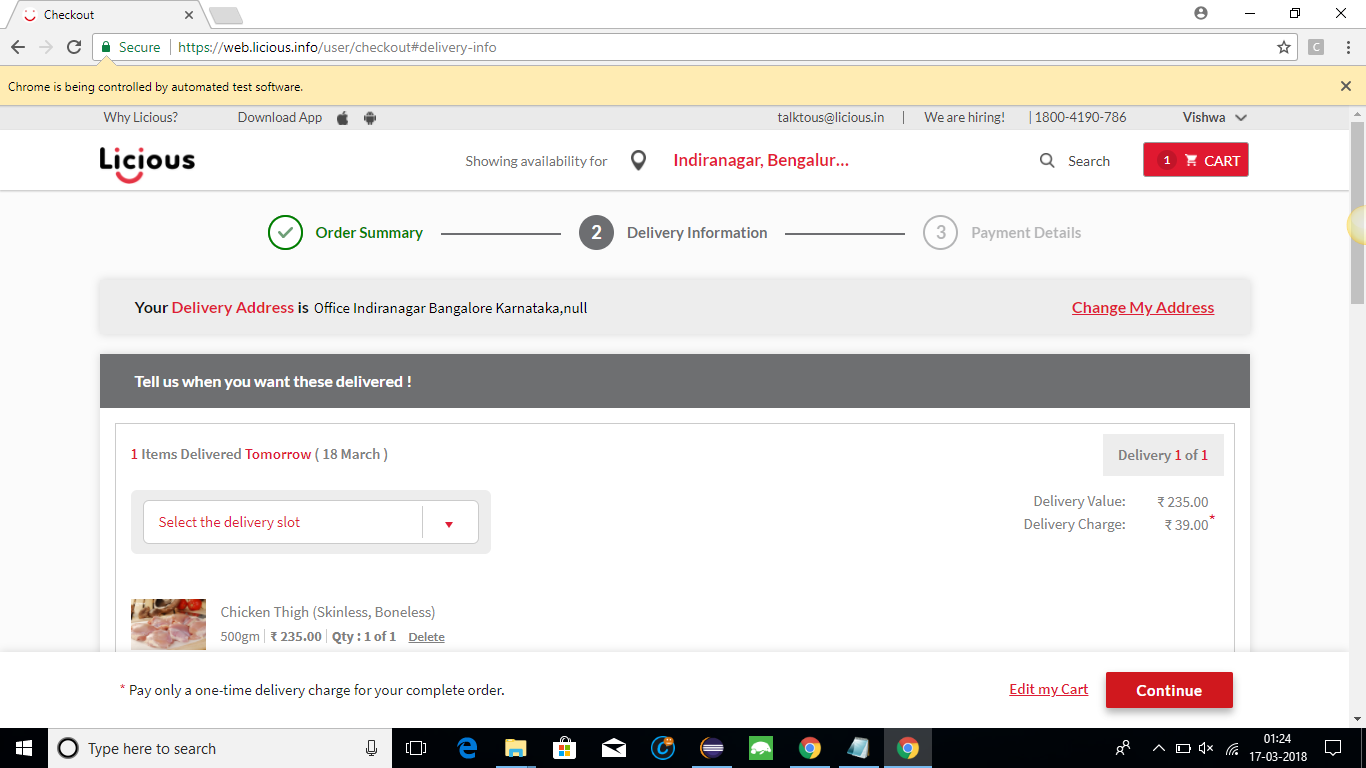 Checkout
Secure https://web.licious.info/user/checkout#delivery-info
C
Chrome is being controlled by automated test software.
Why Licious? Download App talktous@licious.in | We are hiring! | 1800-4190-786 Vishwa
Licious Showing availability for Indiranagar, Bengalur... Search 1 CART
Order Summary 2 Delivery Information 3 Payment Details
Your Delivery Address is Office Indiranagar Bangalore Karnataka,null Change My Address
Tell us when you want these delivered !
1 Items Delivered Tomorrow ( 18 March ) Delivery 1 of 1
Delivery Value: ₹ 235.00
Select the delivery slot
Delivery Charge: ₹ 39.00*
Chicken Thigh (Skinless, Boneless)
500gm | ₹ 235.00 | Qty : 1 of 1 Delete
* Pay only a one-time delivery charge for your complete order. Edit my Cart Continue
Type here to search
01:24
17-03-2018